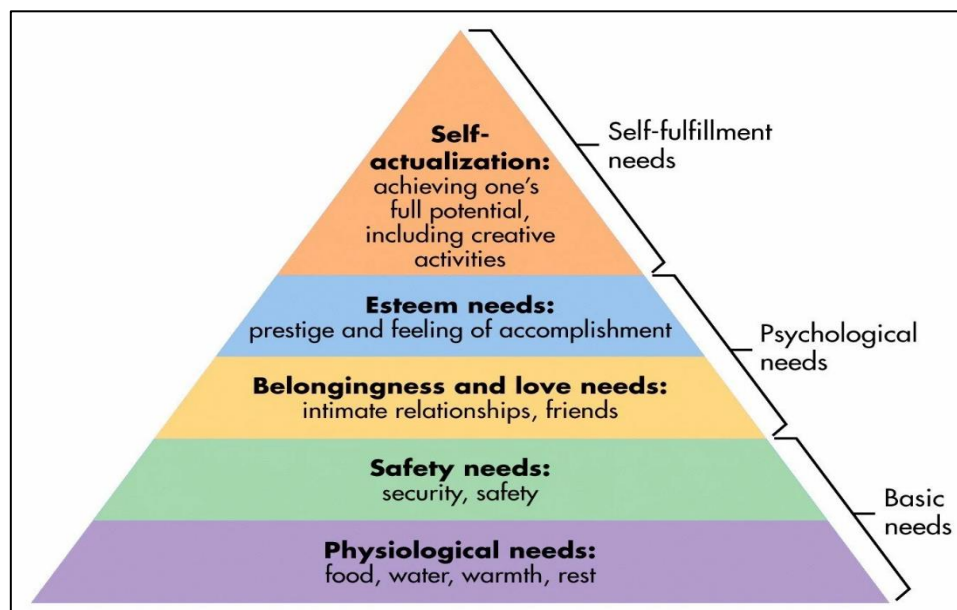 Self-
actualization:
achieving one's
full potential,
including creative
activities
Esteem needs:
prestige and feeling of accomplishment
Belongingness and love needs:
intimate relationships, friends
Safety needs:
security, safety
Physiological needs:
food, water, warmth, rest
Self-fulfillment
needs
Psychological
needs
Basic
needs